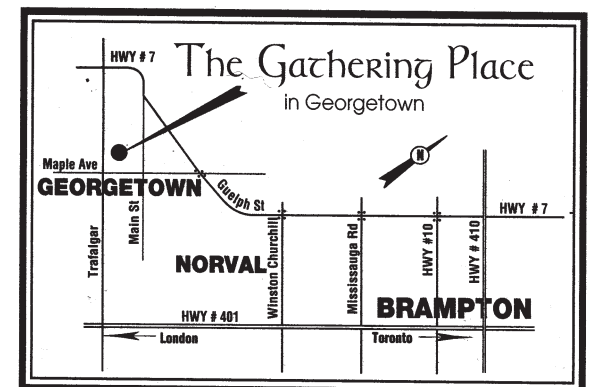 HWY # 7
The Gathering Place
in Georgetown
N
Maple Ave
GEORGETOWN
Guelph St
HWY # 7
Trafalgar
Main St
Winston Churchill
Mississauga Rd
HWY #10
HWY # 410
NORVAL
BRAMPTON
HWY # 401
London
Toronto